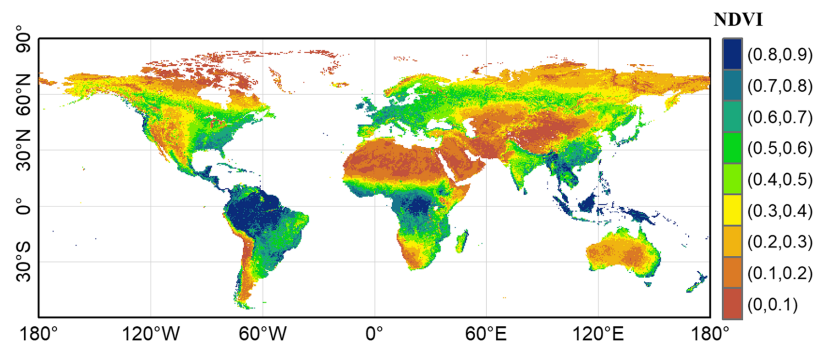 NDVI
90°
60°N
30°N
0°
30°S
180°
120°W
60°W
0°
60°E
120°E
180°
(0.8,0.9)
(0.7,0.8)
(0.6,0.7)
(0.5,0.6)
(0.4,0.5)
(0.3,0.4)
(0.2,0.3)
(0.1,0.2)
(0,0.1)